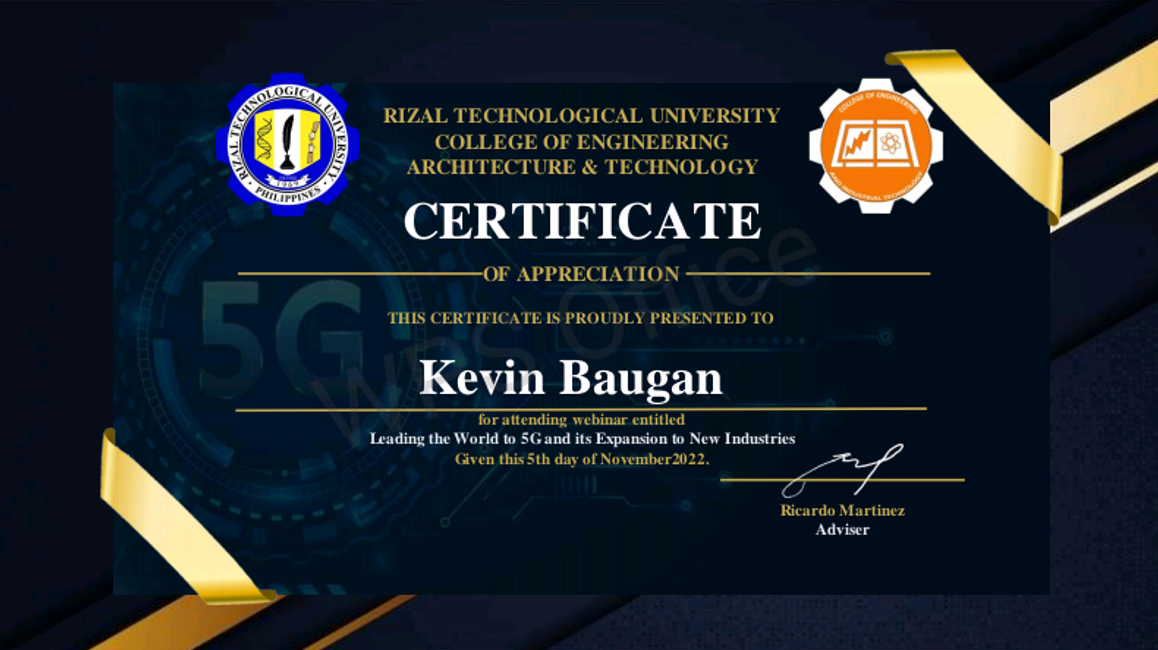 RIZAL TECHNOLOGICAL UNIVERSITY
COLLEGE OF ENGINEERING
ARCHITECTURE & TECHNOLOGY
RIZAL TECHNOLOGICAL UNIVERSITY
1969
• PHILIPPINES •
COLLEGE OF ENGINEERING
AND INDUSTRIAL TECHNOLOGY
CERTIFICATE
OF APPRECIATION
5G
WPS Office
THIS CERTIFICATE IS PROUDLY PRESENTED TO
Kevin Baugan
for attending webinar entitled
Leading the World to 5G and its Expansion to New Industries
Given this 5th day of November2022.
Ricardo Martinez
Adviser